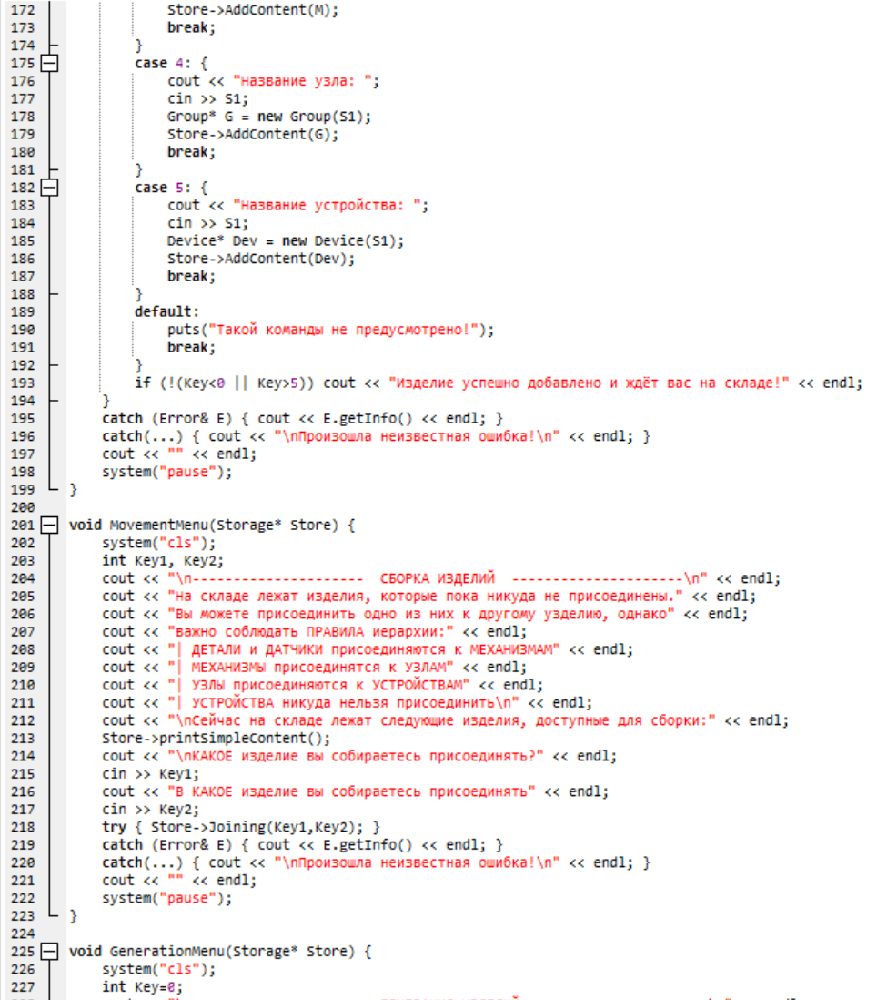 172 Store->AddContent(M);
173 break;
174 }
175 case 4: {
176 cout << "Название узла: ";
177 cin >> S1;
178 Group* G = new Group(S1);
179 Store->AddContent(G);
180 break;
181 }
182 case 5: {
183 cout << "Название устройства: ";
184 cin >> S1;
185 Device* Dev = new Device(S1);
186 Store->AddContent(Dev);
187 break;
188 }
189 default:
190 puts("Такой команды не предусмотрено!");
191 break;
192 }
193 if (!(Key<0 || Key>5)) cout << "Изделие успешно добавлено и ждёт вас на складе!" << endl;
194 }
195 catch (Error& E) { cout << E.getInfo() << endl; }
196 catch(...) { cout << "\nПроизошла неизвестная ошибка!\n" << endl; }
197 cout << "" << endl;
198 system("pause");
199 }
200
201 void MovementMenu(Storage* Store) {
202 system("cls");
203 int Key1, Key2;
204 cout << "\n--------------------- СБОРКА ИЗДЕЛИЙ ---------------------\n" << endl;
205 cout << "На складе лежат изделия, которые пока никуда не присоединены." << endl;
206 cout << "Вы можете присоединить одно из них к другому узделию, однако" << endl;
207 cout << "важно соблюдать ПРАВИЛА иерархии:" << endl;
208 cout << "| ДЕТАЛИ и ДАТЧИКИ присоединяются к МЕХАНИЗМАМ" << endl;
209 cout << "| МЕХАНИЗМЫ присоединятся к УЗЛАМ" << endl;
210 cout << "| УЗЛЫ присоединяются к УСТРОЙСТВАМ" << endl;
211 cout << "| УСТРОЙСТВА никуда нельзя присоединить\n" << endl;
212 cout << "\nСейчас на складе лежат следующие изделия, доступные для сборки:" << endl;
213 Store->printSimpleContent();
214 cout << "\nКАКОЕ изделие вы собираетесь присоединять?" << endl;
215 cin >> Key1;
216 cout << "В КАКОЕ изделие вы собираетесь присоединять" << endl;
217 cin >> Key2;
218 try { Store->Joining(Key1,Key2); }
219 catch (Error& E) { cout << E.getInfo() << endl; }
220 catch(...) { cout << "\nПроизошла неизвестная ошибка!\n" << endl; }
221 cout << "" << endl;
222 system("pause");
223 }
224
225 void GenerationMenu(Storage* Store) {
226 system("cls");
227 int Key=0;